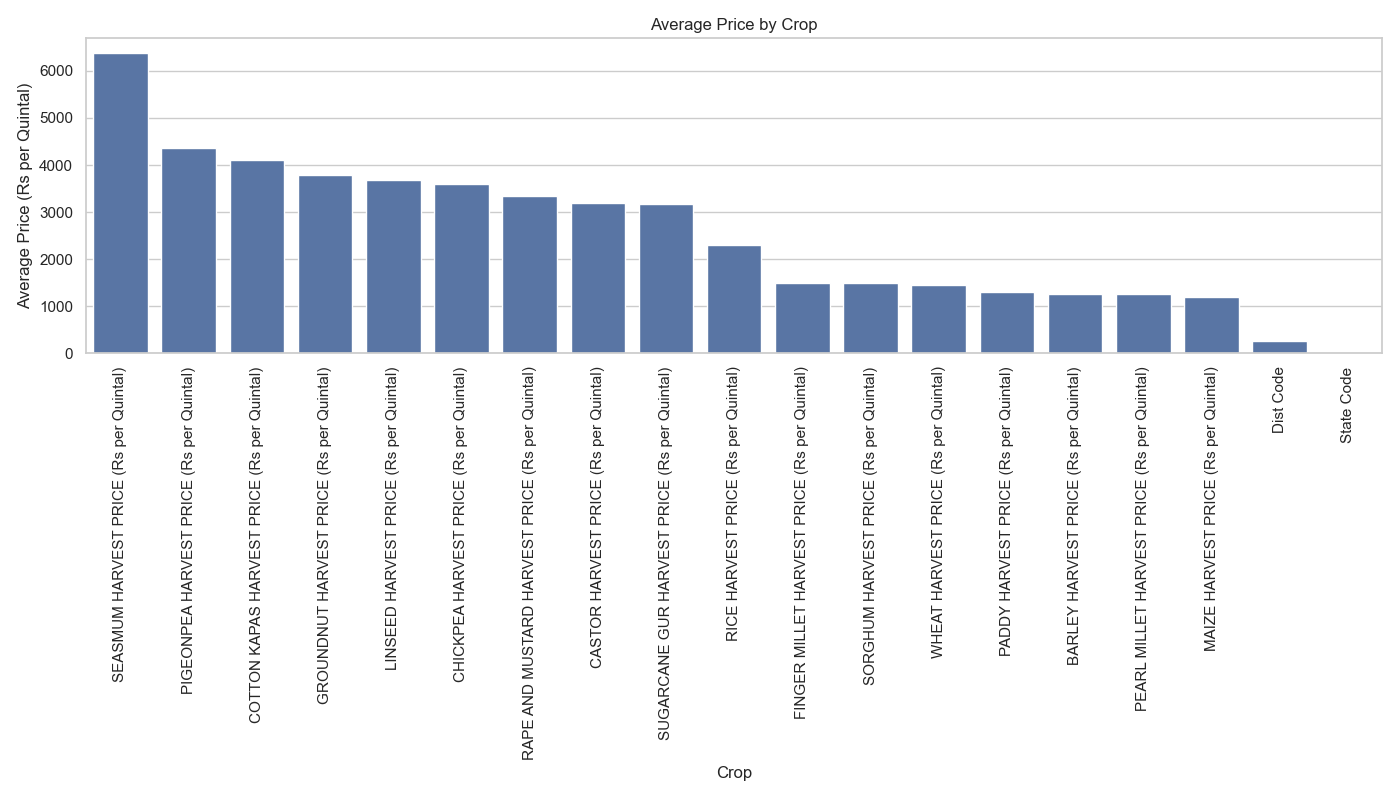 Average Price by Crop
Average Price (Rs per Quintal)
6000
5000
4000
3000
2000
1000
0
SEASMUM HARVEST PRICE (Rs per Quintal)
PIGEONPEA HARVEST PRICE (Rs per Quintal)
COTTON KAPAS HARVEST PRICE (Rs per Quintal)
GROUNDNUT HARVEST PRICE (Rs per Quintal)
LINSEED HARVEST PRICE (Rs per Quintal)
CHICKPEA HARVEST PRICE (Rs per Quintal)
RAPE AND MUSTARD HARVEST PRICE (Rs per Quintal)
CASTOR HARVEST PRICE (Rs per Quintal)
SUGARCANE GUR HARVEST PRICE (Rs per Quintal)
RICE HARVEST PRICE (Rs per Quintal)
FINGER MILLET HARVEST PRICE (Rs per Quintal)
SORGHUM HARVEST PRICE (Rs per Quintal)
WHEAT HARVEST PRICE (Rs per Quintal)
PADDY HARVEST PRICE (Rs per Quintal)
BARLEY HARVEST PRICE (Rs per Quintal)
PEARL MILLET HARVEST PRICE (Rs per Quintal)
MAIZE HARVEST PRICE (Rs per Quintal)
Dist Code
State Code
Crop